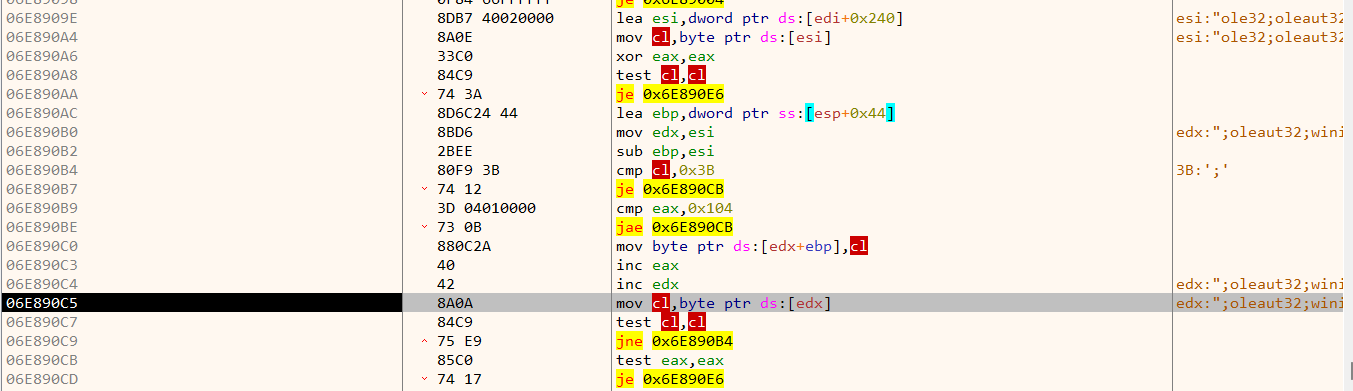 06E8909E 8DB7 40020000 lea esi,dword ptr ds:[edi+0x240] esi:"ole32;oleaut32
06E890A4 8A0E mov cl,byte ptr ds:[esi] esi:"ole32;oleaut32
06E890A6 33C0 xor eax,eax
06E890A8 84C9 test cl,cl
06E890AA 74 3A je 0x6E890E6
06E890AC 8D6C24 44 lea ebp,dword ptr ss:[esp+0x44]
06E890B0 8BD6 mov edx,esi edx:";oleaut32;wini
06E890B2 2BEE sub ebp,esi
06E890B4 80F9 3B cmp cl,0x3B 3B:';'
06E890B7 74 12 je 0x6E890CB
06E890B9 3D 04010000 cmp eax,0x104
06E890BE 73 0B jae 0x6E890CB
06E890C0 880C2A mov byte ptr ds:[edx+ebp],cl
06E890C3 40 inc eax
06E890C4 42 inc edx edx:";oleaut32;wini
06E890C5 8A0A mov cl,byte ptr ds:[edx] edx:";oleaut32;wini
06E890C7 84C9 test cl,cl
06E890C9 75 E9 jne 0x6E890B4
06E890CB 85C0 test eax,eax
06E890CD 74 17 je 0x6E890E6